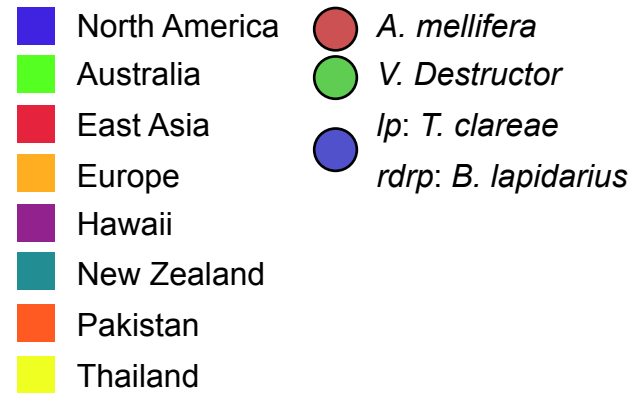 North America
Australia
East Asia
Europe
Hawaii
New Zealand
Pakistan
Thailand
A. mellifera
V. Destructor
lp: T. clareae
rdrp: B. lapidarius